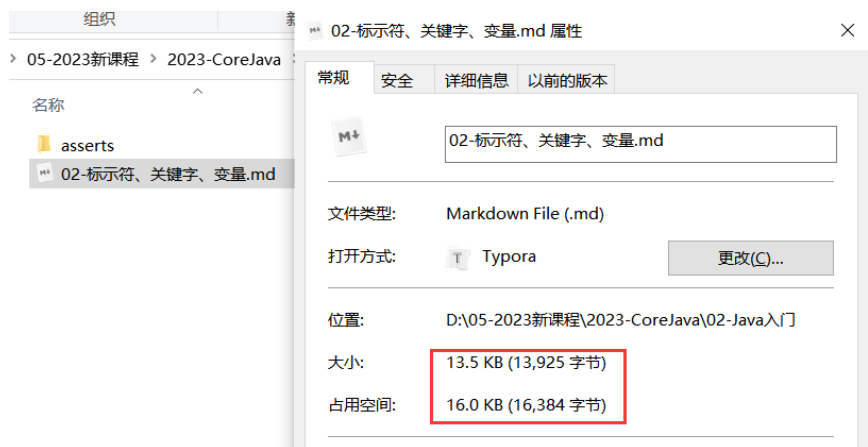 组织
02-标示符、关键字、变量.md 属性
05-2023新课程 > 2023-CoreJava
名称
asserts
02-标示符、关键字、变量.md
常规 安全 详细信息 以前的版本
02-标示符、关键字、变量.md
文件类型: Markdown File (.md)
打开方式: Typora 更改(C)...
位置: D:\05-2023新课程\2023-CoreJava\02-Java入门
大小: 13.5 KB (13,925 字节)
占用空间: 16.0 KB (16,384 字节)